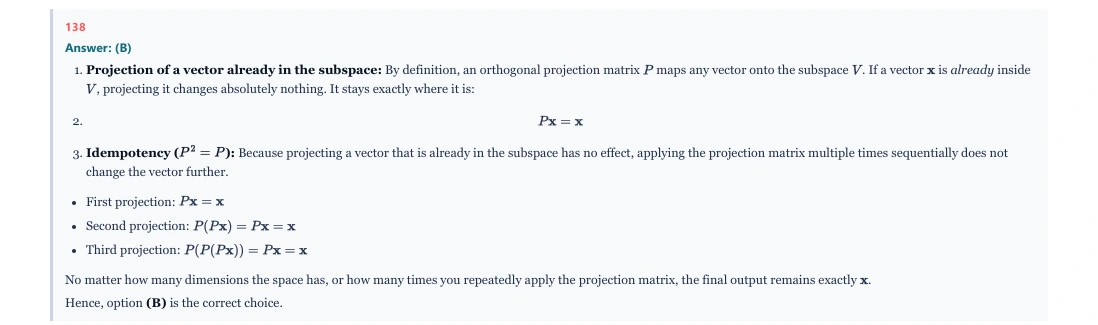 138
Answer: (B)
1. Projection of a vector already in the subspace: By definition, an orthogonal projection matrix P maps any vector onto the subspace V. If a vector x is already inside
V, projecting it changes absolutely nothing. It stays exactly where it is:
2. Px = x
3. Idempotency (P² = P): Because projecting a vector that is already in the subspace has no effect, applying the projection matrix multiple times sequentially does not
change the vector further.
• First projection: Px = x
• Second projection: P(Px) = Px = x
• Third projection: P(P(Px)) = Px = x
No matter how many dimensions the space has, or how many times you repeatedly apply the projection matrix, the final output remains exactly x.
Hence, option (B) is the correct choice.